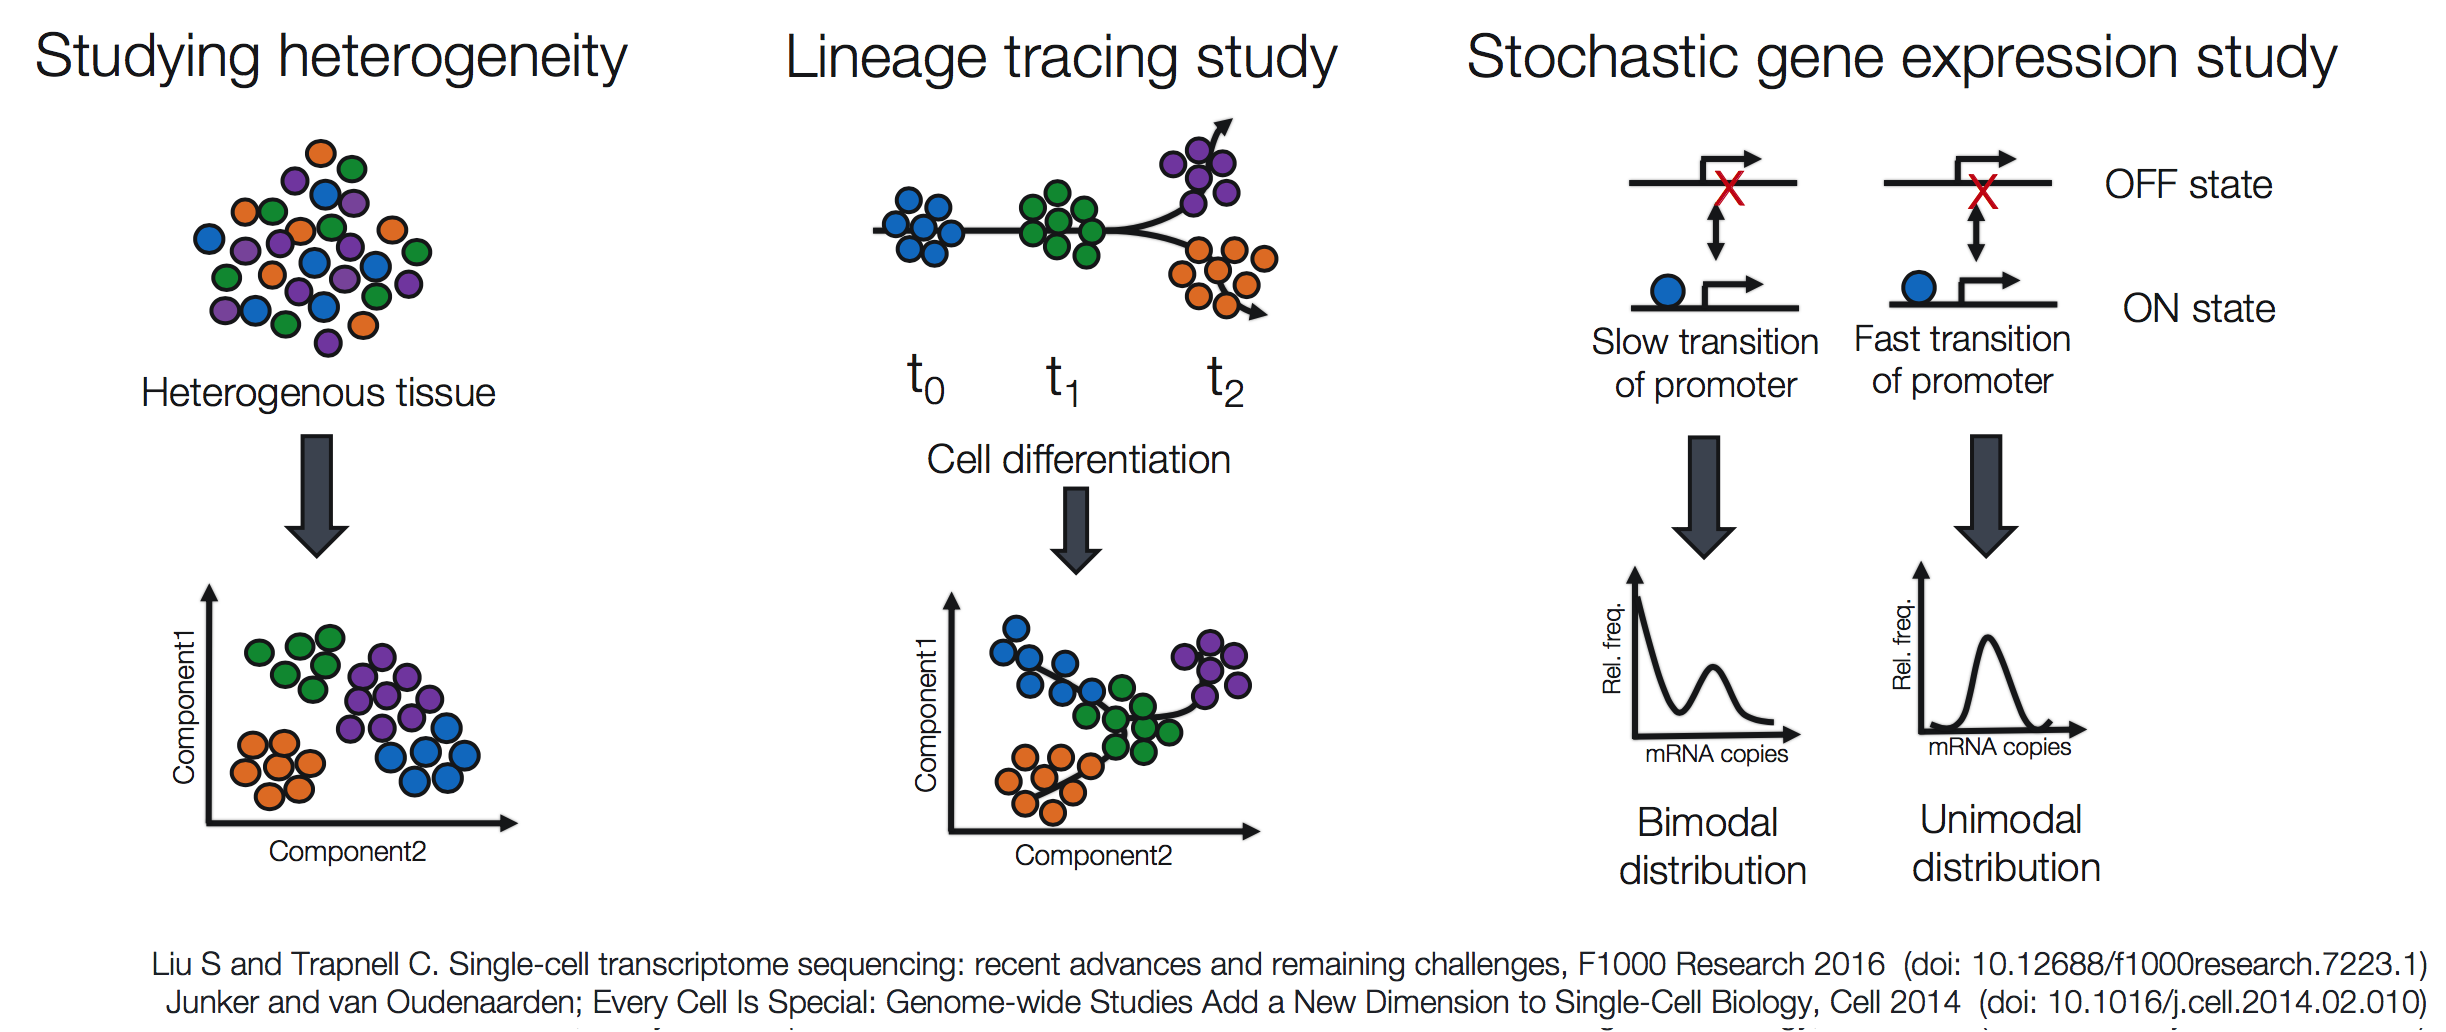 Studying heterogeneity
Heterogenous tissue
Component1
Component2
Lineage tracing study
t0 t1 t2
Cell differentiation
Component1
Component2
Stochastic gene expression study
OFF state
ON state
Slow transition
of promoter
Fast transition
of promoter
Rel. freq.
mRNA copies
Rel. freq.
mRNA copies
Bimodal
distribution
Unimodal
distribution
Liu S and Trapnell C. Single-cell transcriptome sequencing: recent advances and remaining challenges, F1000 Research 2016 (doi: 10.12688/f1000research.7223.1)
Junker and van Oudenaarden; Every Cell Is Special: Genome-wide Studies Add a New Dimension to Single-Cell Biology, Cell 2014 (doi: 10.1016/j.cell.2014.02.010)